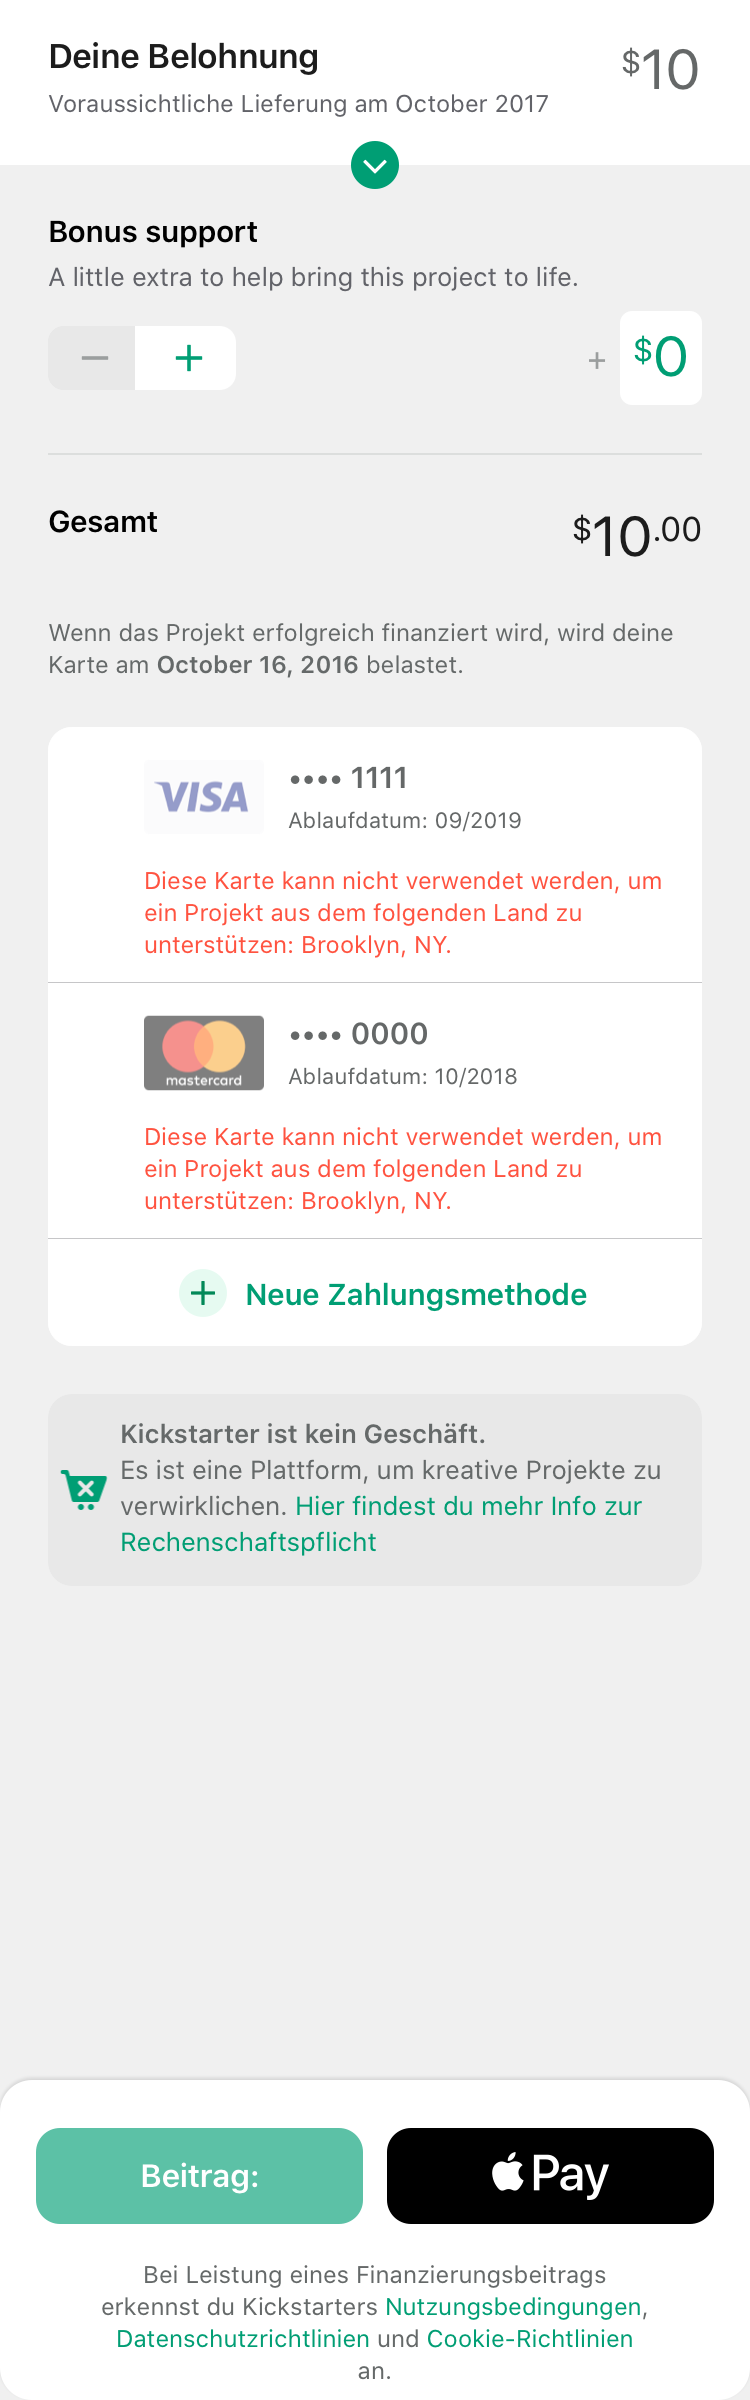 Deine Belohnung
$10
Voraussichtliche Lieferung am October 2017
Bonus support
A little extra to help bring this project to life.
− +
+ $0
Gesamt
$10.00
Wenn das Projekt erfolgreich finanziert wird, wird deine
Karte am October 16, 2016 belastet.
VISA
•••• 1111
Ablaufdatum: 09/2019
Diese Karte kann nicht verwendet werden, um
ein Projekt aus dem folgenden Land zu
unterstützen: Brooklyn, NY.
mastercard
•••• 0000
Ablaufdatum: 10/2018
Diese Karte kann nicht verwendet werden, um
ein Projekt aus dem folgenden Land zu
unterstützen: Brooklyn, NY.
+ Neue Zahlungsmethode
Kickstarter ist kein Geschäft.
Es ist eine Plattform, um kreative Projekte zu
verwirklichen. Hier findest du mehr Info zur
Rechenschaftspflicht
Beitrag:
Pay
Bei Leistung eines Finanzierungsbeitrags
erkennst du Kickstarters Nutzungsbedingungen,
Datenschutzrichtlinien und Cookie-Richtlinien
an.